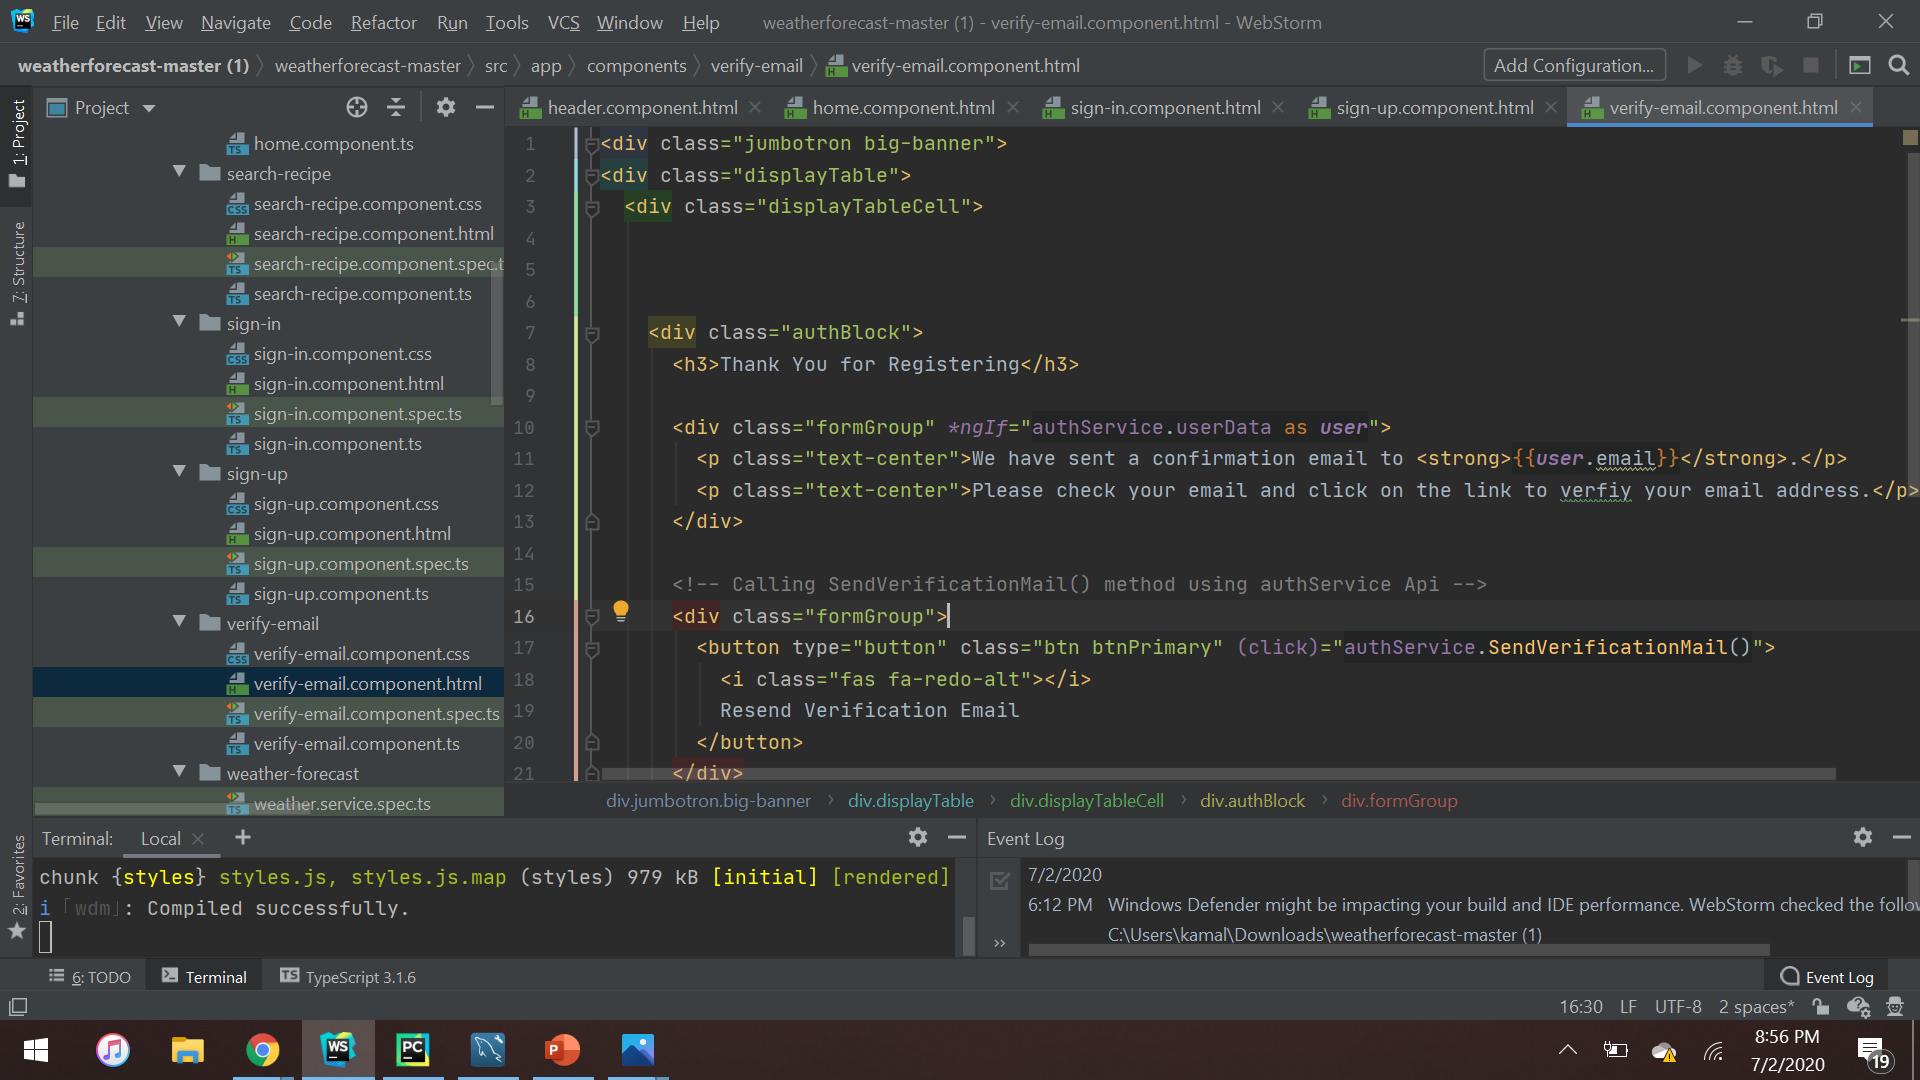 File Edit View Navigate Code Refactor Run Tools VCS Window Help weatherforecast-master (1) - verify-email.component.html - WebStorm
weatherforecast-master (1) weatherforecast-master src app components verify-email verify-email.component.html Add Configuration...
1: Project
7: Structure
2: Favorites
Project
home.component.ts
search-recipe
search-recipe.component.css
search-recipe.component.html
search-recipe.component.spec.t
search-recipe.component.ts
sign-in
sign-in.component.css
sign-in.component.html
sign-in.component.spec.ts
sign-in.component.ts
sign-up
sign-up.component.css
sign-up.component.html
sign-up.component.spec.ts
sign-up.component.ts
verify-email
verify-email.component.css
verify-email.component.html
verify-email.component.spec.ts
verify-email.component.ts
weather-forecast
weather.service.spec.ts
header.component.html home.component.html sign-in.component.html sign-up.component.html verify-email.component.html
1 <div class="jumbotron big-banner">
2 <div class="displayTable">
3 <div class="displayTableCell">
4
5
6
7 <div class="authBlock">
8 <h3>Thank You for Registering</h3>
9
10 <div class="formGroup" *ngIf="authService.userData as user">
11 <p class="text-center">We have sent a confirmation email to <strong>{{user.email}}</strong>.</p>
12 <p class="text-center">Please check your email and click on the link to verfiy your email address.</p>
13 </div>
14
15 <!-- Calling SendVerificationMail() method using authService Api -->
16 <div class="formGroup">
17 <button type="button" class="btn btnPrimary" (click)="authService.SendVerificationMail()">
18 <i class="fas fa-redo-alt"></i>
19 Resend Verification Email
20 </button>
21 </div>
div.jumbotron.big-banner div.displayTable div.displayTableCell div.authBlock div.formGroup
Terminal: Local
chunk {styles} styles.js, styles.js.map (styles) 979 kB [initial] [rendered]
i ｢wdm｣: Compiled successfully.
Event Log
7/2/2020
6:12 PM Windows Defender might be impacting your build and IDE performance. WebStorm checked the follow
C:\Users\kamal\Downloads\weatherforecast-master (1)
6: TODO Terminal TypeScript 3.1.6 Event Log
16:30 LF UTF-8 2 spaces*
8:56 PM
7/2/2020
19